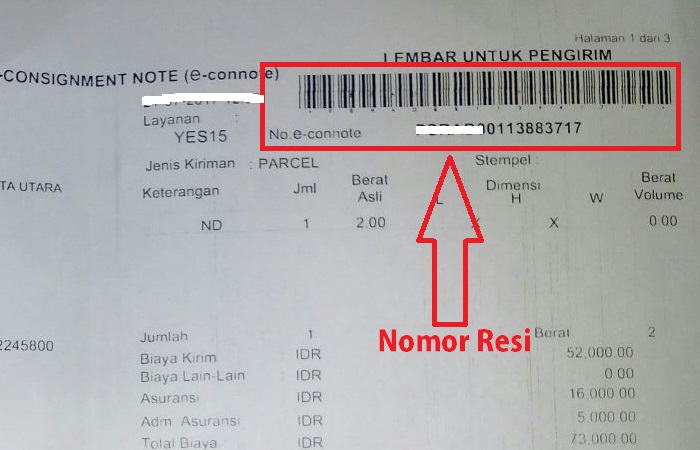 Halaman 1 dari 3
LEMBAR UNTUK PENGIRIM
-CONSIGNMENT NOTE (e-connote)
Layanan :
YES15
No.e-connote 00113883717
Jenis Kiriman : PARCEL Stempel :
TA UTARA
Keterangan Jml Berat Asli L Dimensi H W Berat Volume
ND 1 2.00 X X 0.00
Nomor Resi
Jumlah 1 Berat 2
2245800
Biaya Kirim IDR 52,000.00
Biaya Lain-Lain IDR 0.00
Asuransi IDR 16,000.00
Adm Asuransi IDR 5,000.00
Total Biaya : IDR 73,000.00